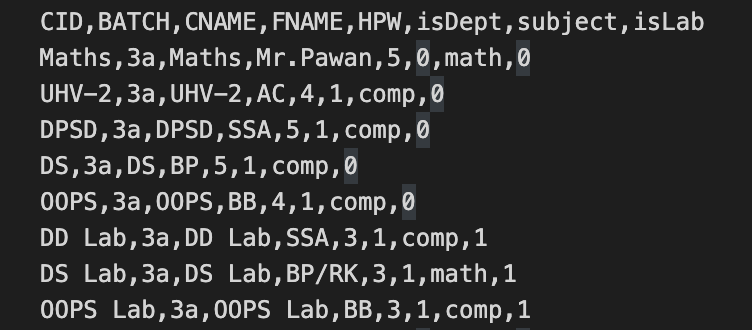 CID,BATCH,CNAME,FNAME,HPW,isDept,subject,isLab
Maths,3a,Maths,Mr.Pawan,5,0,math,0
UHV-2,3a,UHV-2,AC,4,1,comp,0
DPSD,3a,DPSD,SSA,5,1,comp,0
DS,3a,DS,BP,5,1,comp,0
OOPS,3a,OOPS,BB,4,1,comp,0
DD Lab,3a,DD Lab,SSA,3,1,comp,1
DS Lab,3a,DS Lab,BP/RK,3,1,math,1
OOPS Lab,3a,OOPS Lab,BB,3,1,comp,1